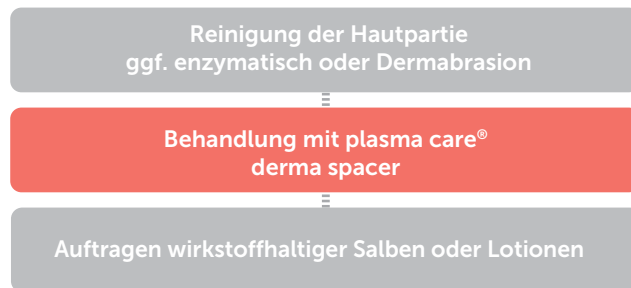 Reinigung der Hautpartie
ggf. enzymatisch oder Dermabrasion
Behandlung mit plasma care®
derma spacer
Auftragen wirkstoffhaltiger Salben oder Lotionen